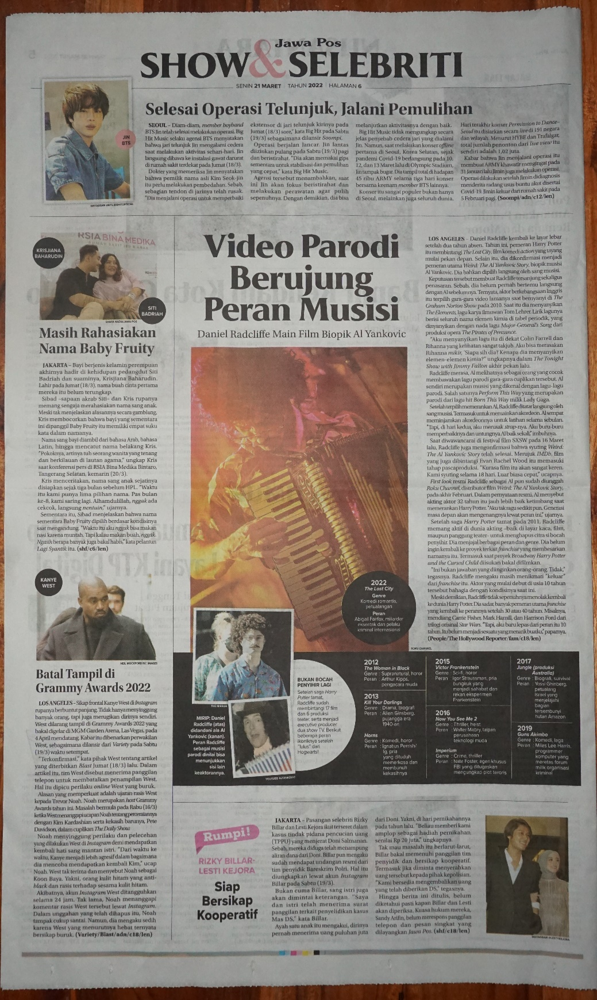 Jawa Pos
SHOW & SELEBRITI
SENIN 21 MARET | TAHUN 2022 | HALAMAN 6
JIN
BTS
INSTAGRAM @BTS.BIGHITOFFICIAL
Selesai Operasi Telunjuk, Jalani Pemulihan
SEOUL – Diam-diam, member boyband
BTS Jin telah selesai melakukan operasi. Big
Hit Music selaku agensi BTS menyatakan
bahwa jari telunjuk Jin mengalami cedera
saat melakukan aktivitas sehari-hari. Jin
langsung dibawa ke instalasi gawat darurat
di rumah sakit terdekat pada Jumat (18/3).
Dokter yang memeriksa Jin menyatakan
bahwa pemilik nama asli Kim Seok-jin
itu perlu melakukan pembedahan. Sebab,
sebagian tendon di jarinya telah rusak.
"Dia menjalani operasi untuk memperbaiki
ekstensor di jari telunjuk kirinya pada
Jumat (18/3) sore," kata Big Hit pada Sabtu
(19/3) sebagaimana dilansir Soompi.
Operasi berjalan lancar. Jin lantas
diizinkan pulang pada Sabtu (19/3) pagi
dan beristirahat. "Dia akan memakai gips
sementara untuk stabilisasi dan pemulihan
yang cepat," kata Big Hit Music.
Agensi tersebut menambahkan, saat
ini Jin akan fokus beristirahat dan
melakukan perawatan agar pulih
sepenuhnya. Dengan demikian, dia bisa
melanjutkan aktivitasnya dengan baik.
Big Hit Music tidak mengungkap secara
jelas penyebab cedera jari yang dialami
Jin. Namun, saat melakukan konser offline
pertama di Seoul, Korea Selatan, sejak
pandemi Covid-19 berlangsung pada 10,
12, dan 13 Maret lalu di Olympic Stadium,
Jin tampak bugar. Dia tampil total di hadapan
45 ribu ARMY selama tiga hari konser
bersama keenam member BTS lainnya.
Konser itu sangat populer bukan hanya
di Seoul, melainkan juga seluruh dunia.
Hari terakhir konser Permission to Dance–
Seoul itu disiarkan secara live di 191 negara
dan wilayah. Menurut HYBE dan Trafalgar,
total jumlah penonton dari live view itu
sendiri adalah 1,02 juta.
Kabar bahwa Jin menjalani operasi itu
membuat ARMY khawatir mengingat pada
31 Januari lalu Jimin juga melakukan operasi.
Operasi dilakukan setelah Jimin didiagnosis
menderita radang usus buntu akut disertai
Covid-19. Jimin keluar dari rumah sakit pada
5 Februari pagi. (Soompi/adn/c12/len)
KRISJIANA
BAHARUDIN
RSIA BINA MEDIKA
SITI
BADRIAH
SHAFA NADIA/JAWA POS
Masih Rahasiakan
Nama Baby Fruity
JAKARTA – Bayi berjenis kelamin perempuan
akhirnya hadir di kehidupan pedangdut Siti
Badriah dan suaminya, Krisjiana Baharudin.
Lahir pada Jumat (18/3), nama buah cinta pertama
mereka itu belum terungkap.
Sibad –sapaan akrab Siti– dan Kris rupanya
memang sengaja merahasiakan nama sang anak.
Meski tak menjelaskan alasannya secara gamblang,
Kris membocorkan bahwa bayi yang sementara
ini dipanggil Baby Fruity itu memiliki empat suku
kata dalam namanya.
Nama sang bayi diambil dari bahasa Arab, bahasa
Latin, hingga mencatut nama belakang Kris.
"Pokoknya, artinya tuh seorang wanita yang tenang
dan berkilauan di lautan agama," ungkap Kris
saat konferensi pers di RSIA Bina Medika Bintaro,
Tangerang Selatan, kemarin (20/3).
Kris menceritakan, nama sang anak sejatinya
disiapkan sejak tiga bulan sebelum HPL. "Waktu
itu kami punya lima pilihan nama. Pas bulan
ke-8, kami saring lagi. Alhamdulillah, nggak ada
cekcok, langsung nentuin," ujarnya.
Sementara itu, Sibad menjelaskan bahwa nama
sementara Baby Fruity dipilih berdasar kondisinya
saat mengandung. "Waktu itu aku nggak bisa makan
nasi karena muntah. Tapi kalau makan buah, nggak.
Ngasih berapa banyak juga bakal habis," kata pelantun
Lagi Syantik itu. (shf/c6/len)
KANYE
WEST
NEIL MOCKFORD/GC IMAGES
Batal Tampil di
Grammy Awards 2022
LOS ANGELES – Sikap frontal Kanye West di Instagram
rupanya berbuntut panjang. Tidak hanya menyinggung
banyak orang, tapi juga merugikan dirinya sendiri.
West dilarang tampil di Grammy Awards 2022 yang
bakal digelar di MGM Garden Arena, Las Vegas, pada
4 April mendatang. Kabar itu dibenarkan perwakilan
West, sebagaimana dilansir dari Variety pada Sabtu
(19/3) waktu setempat.
"Terkonfirmasi," kata pihak West tentang artikel
yang diterbitkan Blast Jumat (18/3) lalu. Dalam
artikel itu, tim West disebut menerima panggilan
telepon untuk membatalkan penampilan West.
Hal itu dipicu perilaku online West yang buruk.
Alasan yang memperkuat adalah ujaran rasis West
kepada Trevor Noah. Noah merupakan host Grammy
Awards tahun ini. Masalah bermula pada Rabu (16/3)
ketika West menanggapi ucapan Noah tentang perceraiannya
dengan Kim Kardashian serta kekasih barunya, Pete
Davidson, dalam cuplikan The Daily Show.
Noah menyinggung perilaku dan pelecehan
yang dilakukan West di Instagram demi mendapatkan
kembali hati sang mantan istri. "Dari waktu ke
waktu, Kanye menjadi lebih agresif dalam bagaimana
dia mencoba mendapatkan kembali Kim," ucap
Noah. West tak terima dan menyebut Noah sebagai
Koon Baya. Yakni, orang kulit hitam yang anti-
black dan rasis terhadap sesama kulit hitam.
Akibatnya, akun Instagram West ditangguhkan
selama 24 jam. Tak lama, Noah menanggapi
komentar rasis West tersebut lewat Instagram.
Dalam unggahan yang telah dihapus itu, Noah
tampak cukup santai. Namun, dia mengaku sedih
karena West yang menurutnya hebat ternyata
bersikap buruk. (Variety/Blast/adn/c18/len)
Video Parodi
Berujung
Peran Musisi
Daniel Radcliffe Main Film Biopik Al Yankovic
ROKU CHANNEL
LOS ANGELES – Daniel Radcliffe kembali ke layar lebar
setelah dua tahun absen. Tahun ini, pemeran Harry Potter
itu membintangi The Lost City, film komedi action yang tayang
mulai pekan depan. Selain itu, dia dikonfirmasi menjadi
pemeran utama Weird: The Al Yankovic Story, biopik musisi
Al Yankovic. Dia bahkan dipilih langsung oleh sang musisi.
Keputusan tersebut membuat Radcliffe tersanjung sekaligus
penasaran. Sebab, dia belum pernah bertemu langsung
dengan Al sebelumnya. Ternyata, aktor berkebangsaan Inggris
itu terpilih gara-gara video lamanya saat bernyanyi di The
Graham Norton Show pada 2010. Saat itu dia menyanyikan
The Elements, lagu karya ilmuwan Tom Lehrer. Lirik lagunya
berisi seluruh nama elemen kimia di tabel periodik, yang
dinyanyikan dengan nada lagu Major-General's Song dari
produksi opera The Pirates of Penzance.
"Aku menyanyikan lagu itu di dekat Colin Farrell dan
Rihanna yang kelihatan sangat takjub. Aku bisa merasakan
Rihanna mikir, 'Siapa sih dia? Kenapa dia menyanyikan
elemen-elemen kimia?'" ungkapnya dalam The Tonight
Show with Jimmy Fallon akhir pekan lalu.
Radcliffe merasa, Al melihatnya sebagai orang yang cocok
membawakan lagu parodi gara-gara cuplikan tersebut. Al
sendiri merupakan musisi yang dikenal dengan lagu-lagu
parodi. Salah satunya Perform This Way yang merupakan
parodi dari lagu hit Born This Way milik Lady Gaga.
Setelah terpilih memerankan Al, Radcliffe ditatar langsung oleh
sang musisi. Termasuk untuk memainkan akordeon. Al sempat
meminjamkan akordeonnya untuk latihan selama sebulan.
"Tapi, di hari kedua, aku merusak strap-nya. Aku buru-buru
memperbaikinya dan untungnya Al baik sekali," imbuhnya.
Saat diwawancarai di festival film SXSW pada 16 Maret
lalu, Radcliffe juga mengonfirmasi bahwa syuting Weird:
The Al Yankovic Story telah selesai. Merujuk IMDb, film
yang juga dibintangi Evan Rachel Wood itu memasuki
tahap pascaproduksi. "Kurasa film itu akan sangat keren.
Kami syuting selama 18 hari. Luar biasa cepat," ucapnya.
First look resmi Radcliffe sebagai Al pun sudah diunggah
Roku Channel, distributor film Weird: The Al Yankovic Story,
pada akhir Februari. Dalam pernyataan resmi, Al menyebut
akting aktor 32 tahun itu jauh lebih baik ketimbang saat
memerankan Harry Potter. "Aku tak ragu sedikit pun. Generasi
masa depan akan mengenangnya lewat peran ini," ujarnya.
Setelah saga Harry Potter tamat pada 2011, Radcliffe
memang aktif di dunia akting –baik di layar kaca, film,
maupun panggung teater– untuk menghapus citra si bocah
penyihir. Dia menjajal berbagai peran dan genre. Dia belum
ingin kembali ke proyek terkait franchise yang membesarkan
namanya itu. Termasuk saat proyek Broadway Harry Potter
and the Cursed Child diisukan bakal difilmkan.
"Ini bukan jawaban yang diinginkan orang-orang. Tidak,"
tegasnya. Radcliffe mengaku masih menikmati "keluar"
dari franchise itu. Aktor yang mulai debut di usia 10 tahun
tersebut bahagia dengan kondisinya saat ini.
Meski demikian, Radcliffe tidak sepenuhnya menolak kembali
ke dunia Harry Potter. Dia sadar, banyak pemeran utama franchise
yang kembali ke perannya setelah 30 atau 40 tahun. Misalnya,
mendiang Carrie Fisher, Mark Hamill, dan Harrison Ford dari
trilogi orisinal Star Wars. "Tapi, aku baru lepas dari peran itu 10
tahun. Itu belum menjadi sesuatu yang menarik buatku," paparnya.
(People/The Hollywood Reporter/fam/c18/len)
2022
The Lost City
Genre
Komedi romantis,
petualangan
Peran
Abigail Fairfax, miliarder
eksentrik dan pelaku
kriminal internasional
THE MIRROR
MIRIP: Daniel
Radcliffe (atas)
didandani ala Al
Yankovic (kanan).
Peran Radcliffe
sebagai musisi
parodi dinilai bisa
menunjukkan
sisi lain
keaktorannya.
YOUTUBE ALYANKOVIC
BUKAN BOCAH
PENYIHIR LAGI
Setelah saga Harry
Potter tamat,
Radcliffe sudah
membintangi 17 film
dan 6 produksi
teater, serta menjadi
executive producer
dua show TV. Berikut
beberapa peran
ikoniknya setelah
"lulus" dari
Hogwarts!
2012
The Woman in Black
Genre : Supranatural, horor
Peran : Arthur Kipps,
pengacara muda
2013
Kill Your Darlings
Genre : Drama, biografi
Peran : Allen Ginsberg,
pujangga era
1940-an
Horns
Genre : Komedi, horor
Peran : Ignatius Perrish/
Ig, pria
yang dituduh
memerkosa dan
membunuh
kekasihnya
2015
Victor Frankenstein
Genre : Sci-fi, horor
Peran : Igor Straussman, pria
bungkuk yang
menjadi sahabat dan
rekan eksperimen
Frankenstein
2016
Now You See Me 2
Genre : Thriller, heist
Peran : Walter Mabry, taipan
perusahaan
teknologi muda
Imperium
Genre : Crime, thriller
Peran : Nate Foster, agen khusus
FBI yang ditugaskan
mengungkap plot teroris
2017
Jungle (produksi
Australia)
Genre : Biografi, survival
Peran : Yossi Ghinberg,
petualang
Israel yang
menjelajahi
bagian
tersembunyi
hutan Amazon
2019
Guns Akimbo
Genre : Komedi, laga
Peran : Miles Lee Harris,
programmer
komputer yang
meretas forum
milik organisasi
kriminal
Rumpi!
RIZKY BILLAR-
LESTI KEJORA
Siap
Bersikap
Kooperatif
JAKARTA – Pasangan selebriti Rizky
Billar dan Lesti Kejora ikut terseret dalam
kasus tindak pidana pencucian uang
(TPPU) yang menjerat Doni Salmanan.
Sebab, mereka diduga telah menampung
aliran dana dari Doni. Billar pun mengaku
sudah mendapat undangan resmi dari
tim penyidik Bareskrim Polri. Hal itu
diungkapkan lewat akun Instagram
Billar pada Sabtu (19/3).
Bukan cuma Billar, sang istri juga
akan dimintai keterangan. "Saya
dan istri telah menerima surat
panggilan terkait penyelidikan kasus
Mas DS," kata Billar.
Ayah satu anak itu mengakui, dirinya
pernah menerima uang puluhan juta
dari Doni. Yakni, di hari pernikahannya
pada tahun lalu. "Beliau memberi kami
amplop sebagai hadiah pernikahan
senilai Rp 20 juta," ungkapnya.
Tak mau masalah itu berlarut-larut,
Billar bakal memenuhi panggilan tim
penyidik dan bersikap kooperatif.
Termasuk jika diminta menyerahkan
uang tersebut kepada pihak kepolisian.
"Kami bersedia mengembalikan uang
yang telah diberikan DS," tegasnya.
Hingga berita ini ditulis, belum
diketahui pasti kapan Billar dan Lesti
akan diperiksa. Kuasa hukum mereka,
Sandy Arifin, belum merespons panggilan
telepon dan pesan singkat yang
dilayangkan Jawa Pos. (shf/c18/len)
INSTAGRAM @LESTYKEJORA